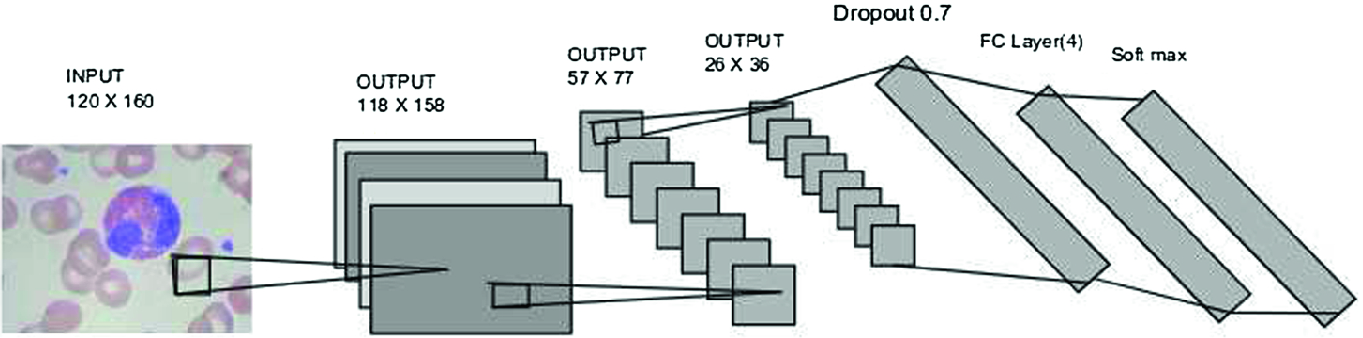 INPUT
120 X 160
OUTPUT
118 X 158
OUTPUT
57 X 77
OUTPUT
26 X 36
Dropout 0.7
FC Layer(4)
Soft max